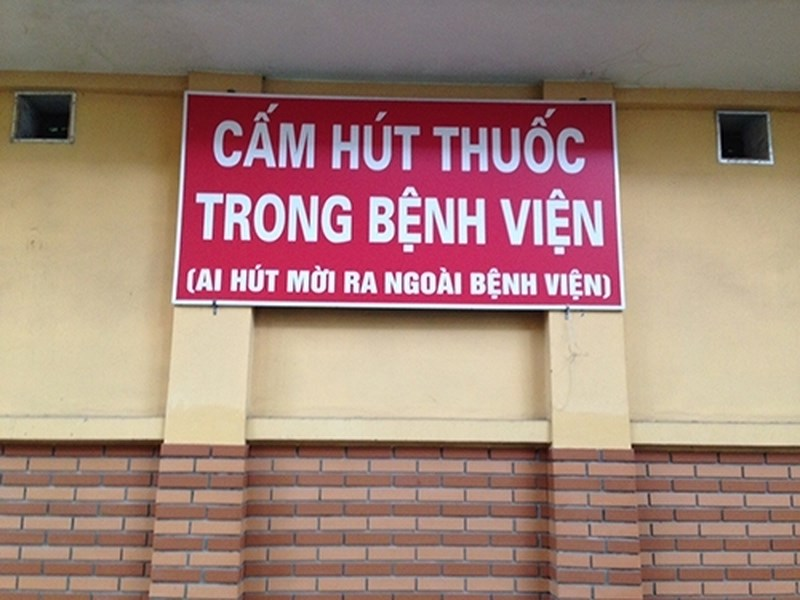 CẤM HÚT THUỐC
TRONG BỆNH VIỆN
(AI HÚT MỜI RA NGOÀI BỆNH VIỆN)